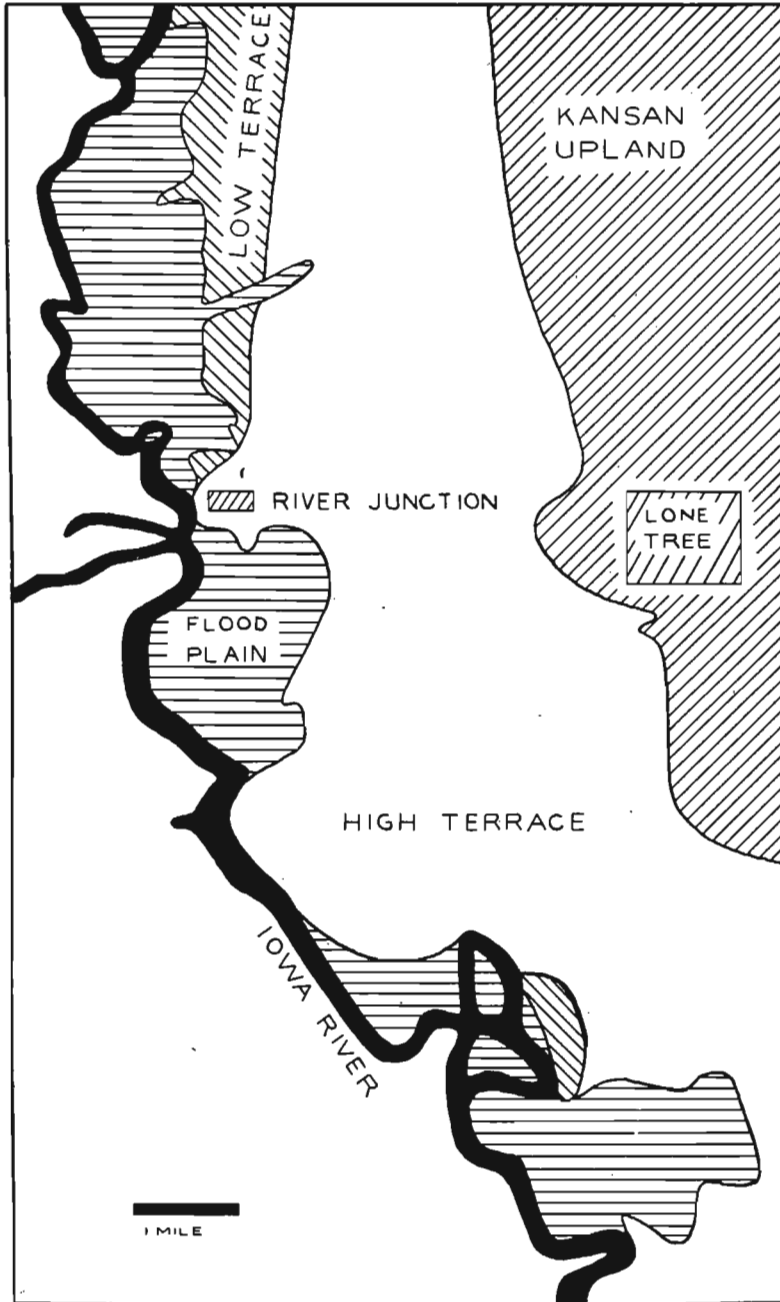 LOW TERRACE
KANSAN
UPLAND
RIVER JUNCTION
LONE
TREE
FLOOD
PLAIN
HIGH TERRACE
IOWA RIVER
1 MILE